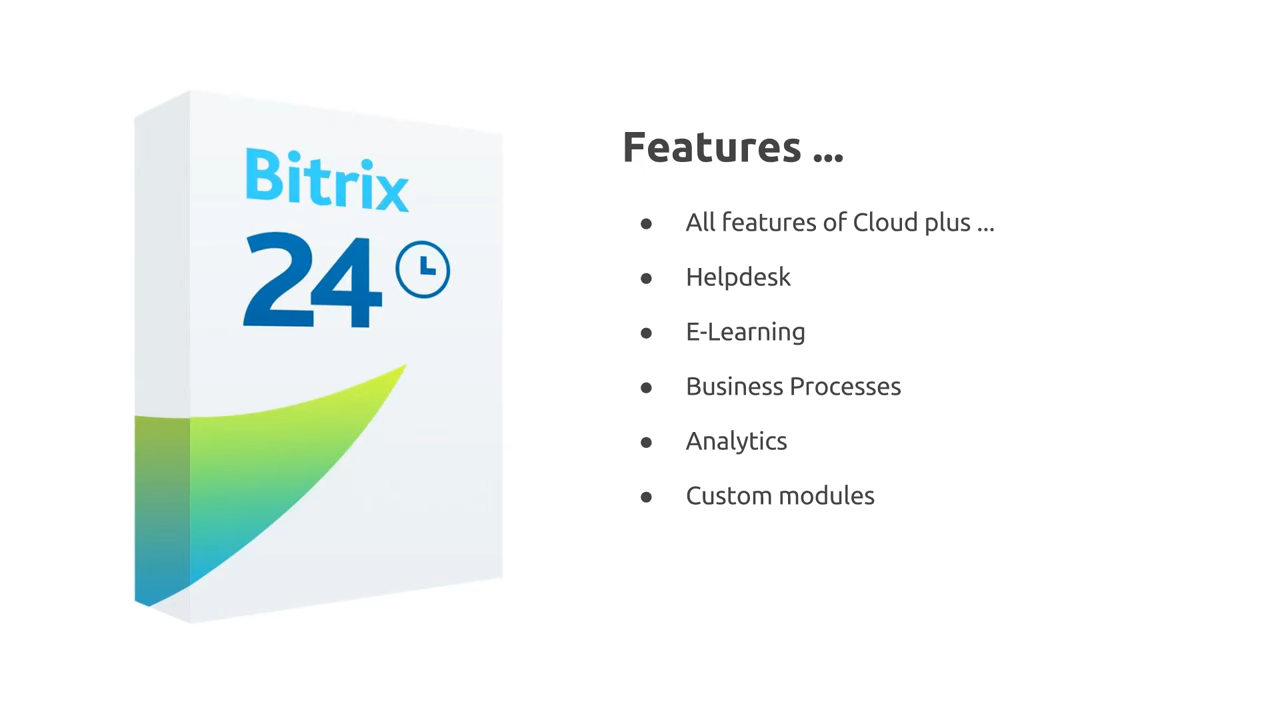 Bitrix
24
Features ...
● All features of Cloud plus ...
● Helpdesk
● E-Learning
● Business Processes
● Analytics
● Custom modules